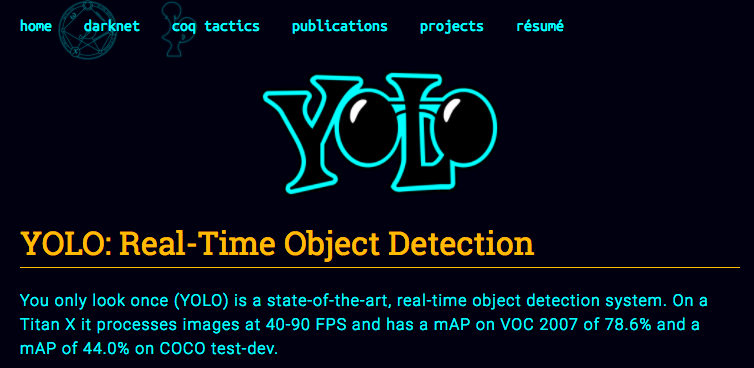 home darknet coq tactics publications projects résumé
YOLO
YOLO: Real-Time Object Detection
You only look once (YOLO) is a state-of-the-art, real-time object detection system. On a
Titan X it processes images at 40-90 FPS and has a mAP on VOC 2007 of 78.6% and a
mAP of 44.0% on COCO test-dev.